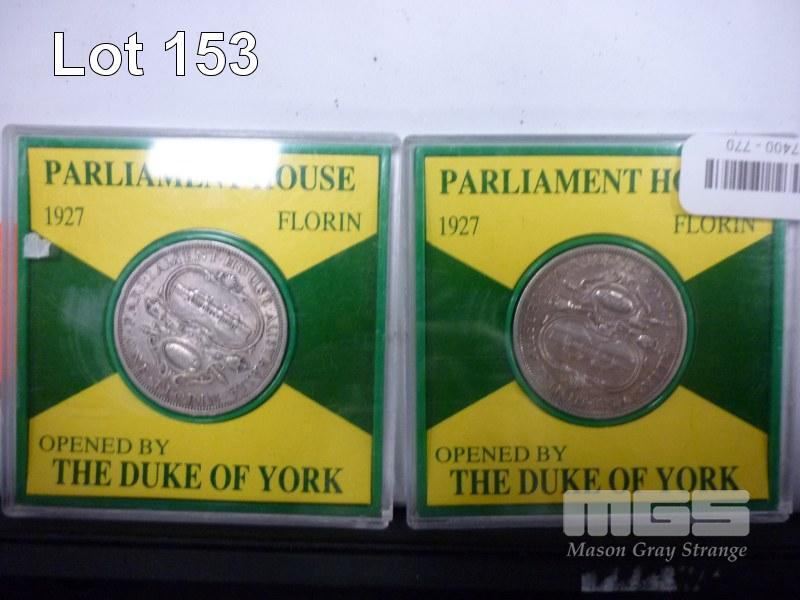 Lot 153
PARLIAMENT HOUSE
1927 FLORIN
OPENED BY
THE DUKE OF YORK
PARLIAMENT HO
1927 FLORIN
7400 - 770
OPENED BY
THE DUKE OF YORK
MGS
Mason Gray Strange